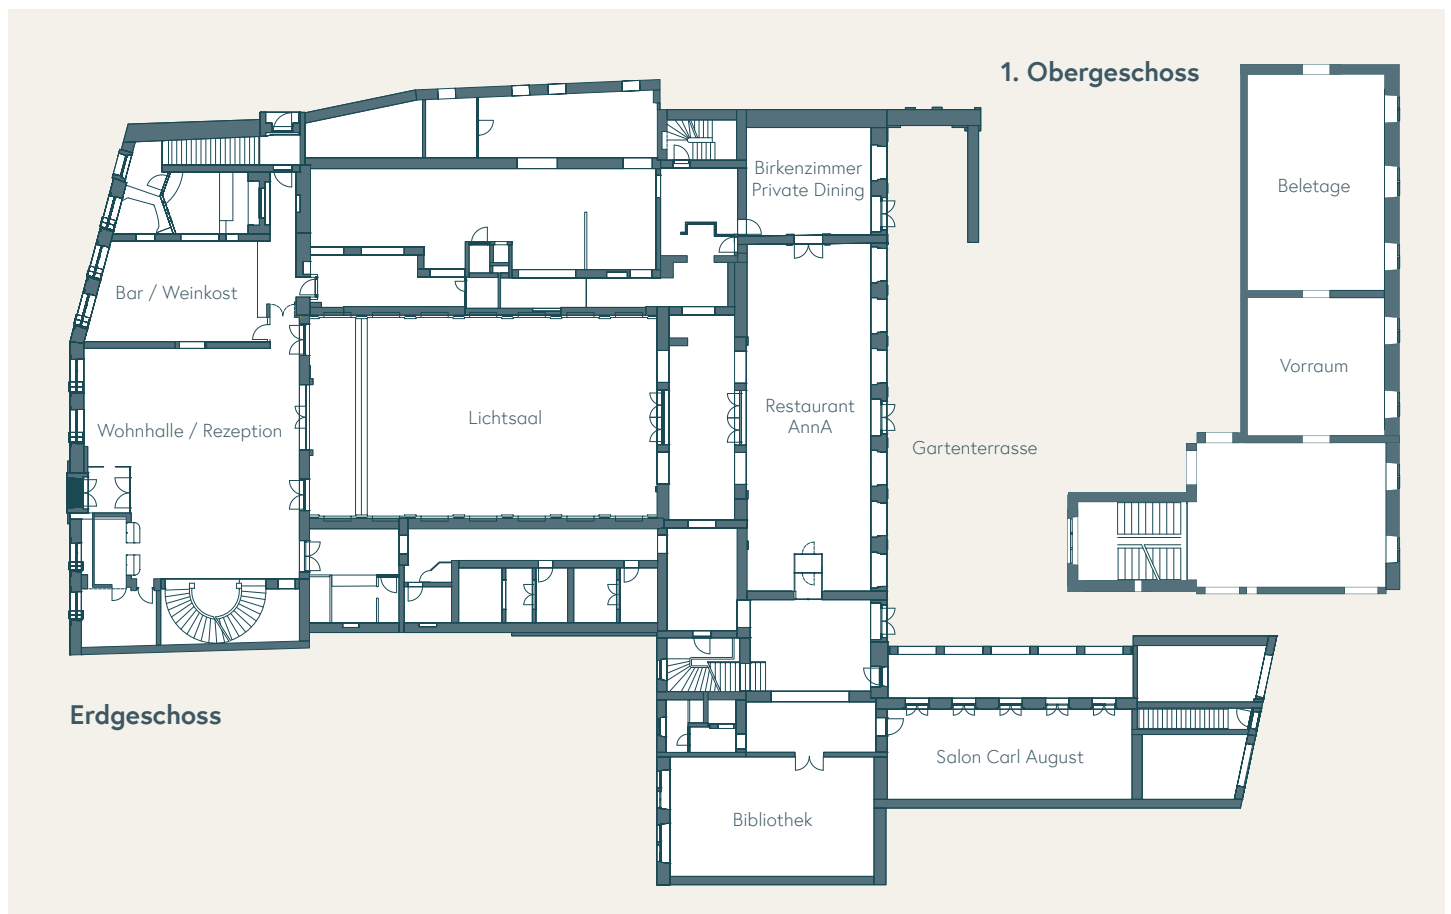 1. Obergeschoss
Birkenzimmer
Private Dining
Beletage
Bar / Weinkost
Vorraum
Restaurant
AnnA
Lichtsaal
Wohnhalle / Rezeption
Gartenterrasse
Erdgeschoss
Salon Carl August
Bibliothek